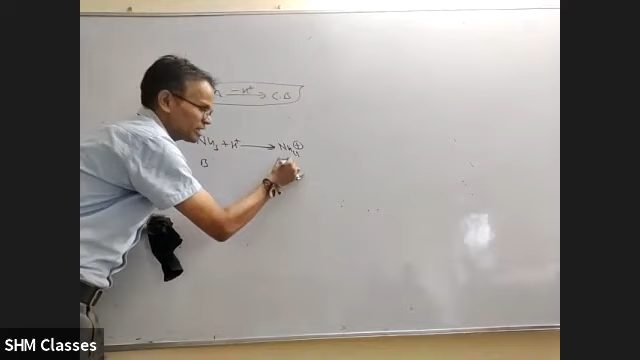 -H⁺ ⟶ C.B
NH₃ + H⁺ ⟶ NH₄⊕
B
SHM Classes